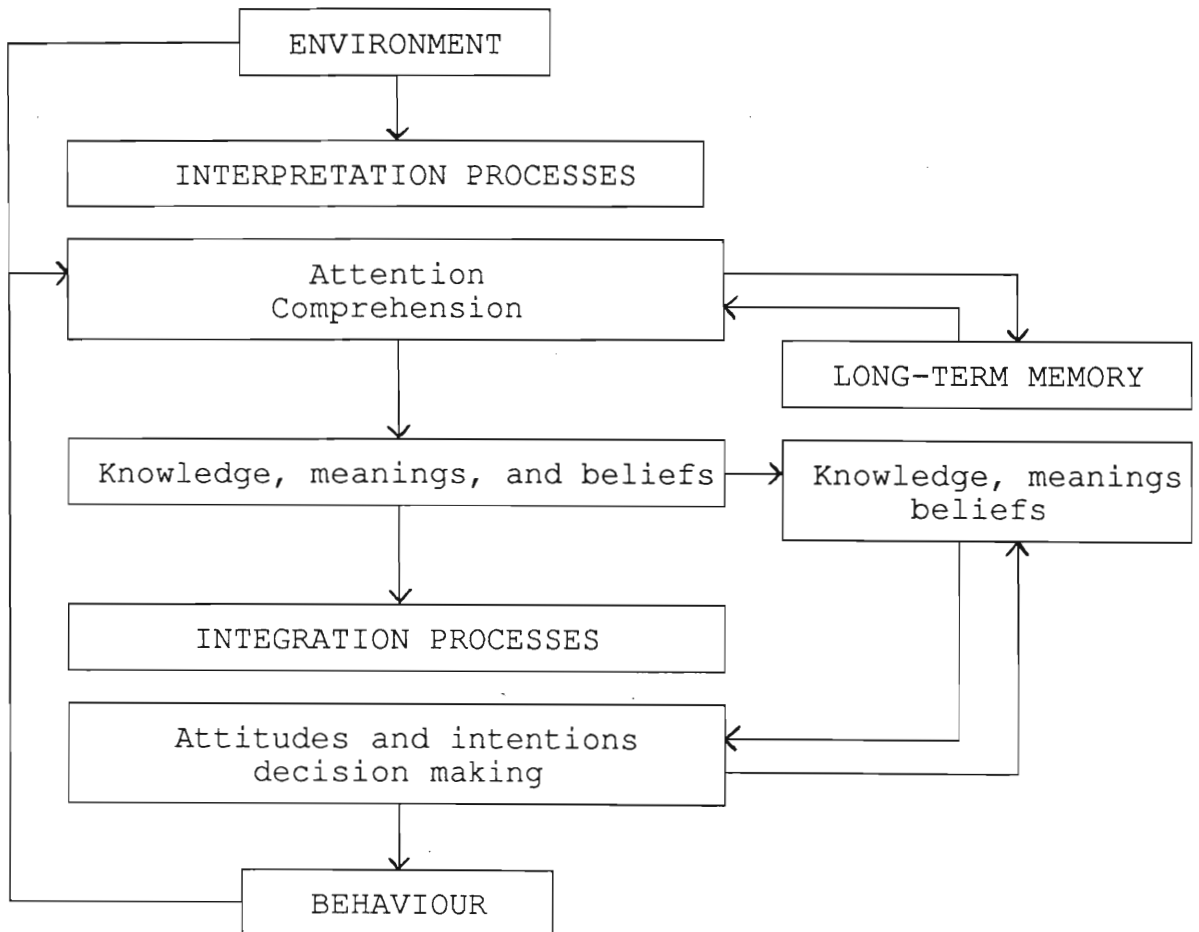 ENVIRONMENT
INTERPRETATION PROCESSES
Attention
Comprehension
LONG-TERM MEMORY
Knowledge, meanings, and beliefs
Knowledge, meanings
beliefs
INTEGRATION PROCESSES
Attitudes and intentions
decision making
BEHAVIOUR